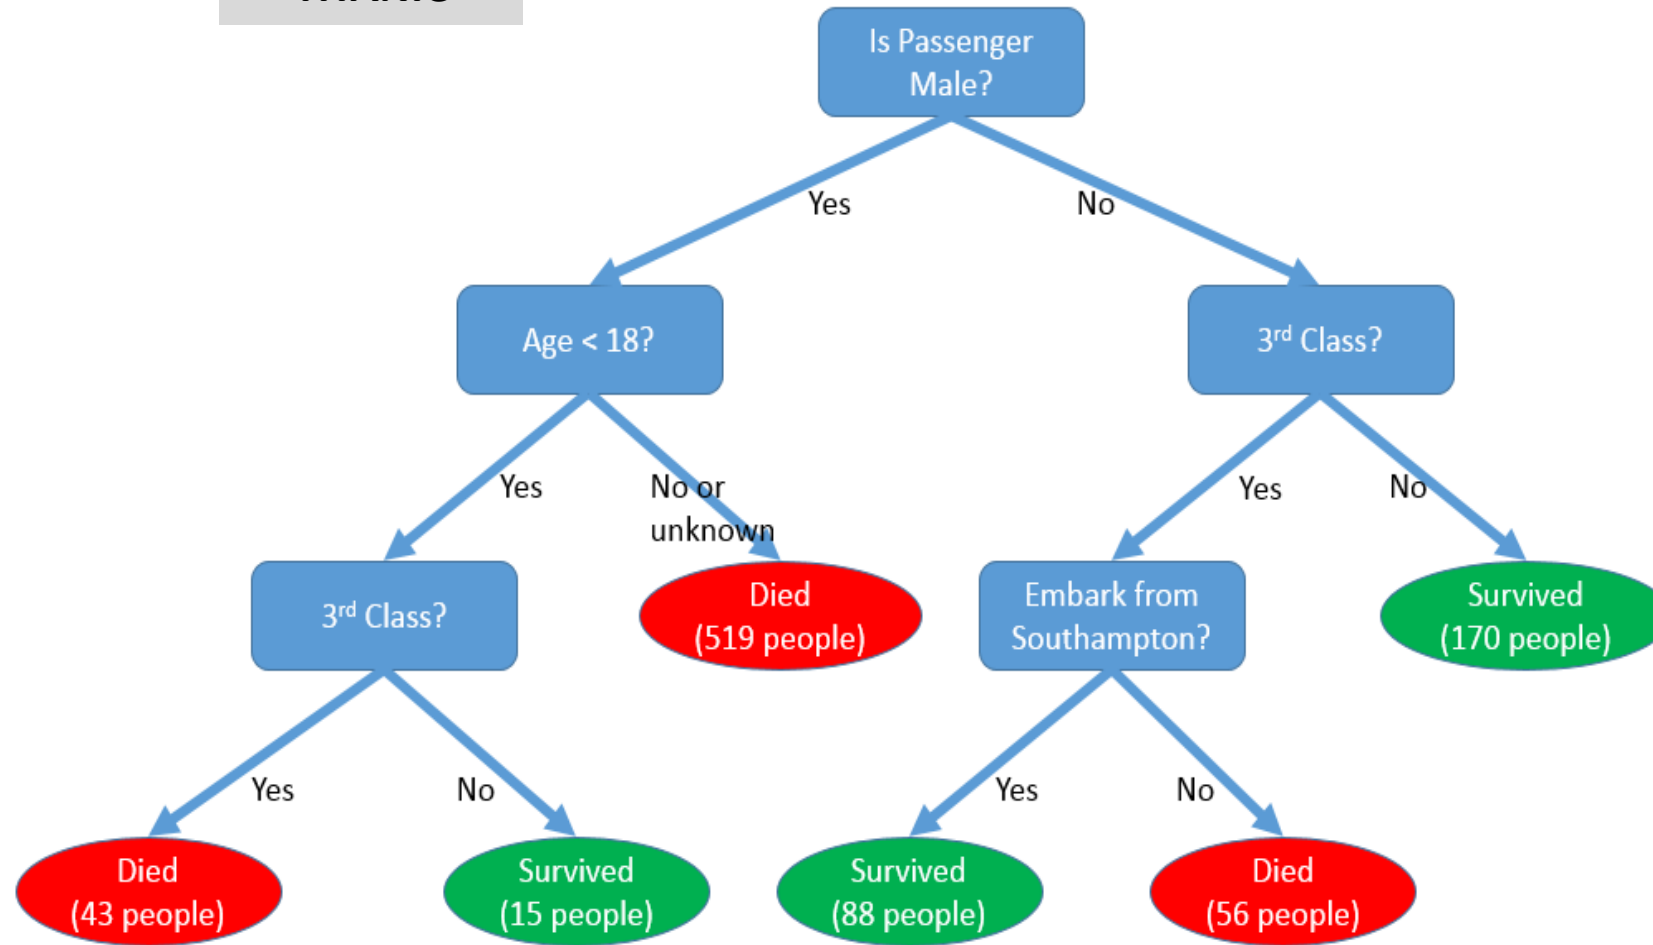 Is Passenger
Male?
Yes
No
Age < 18?
3rd Class?
Yes
No or
unknown
Yes
No
3rd Class?
Died
(519 people)
Embark from
Southampton?
Survived
(170 people)
Yes
No
Yes
No
Died
(43 people)
Survived
(15 people)
Survived
(88 people)
Died
(56 people)